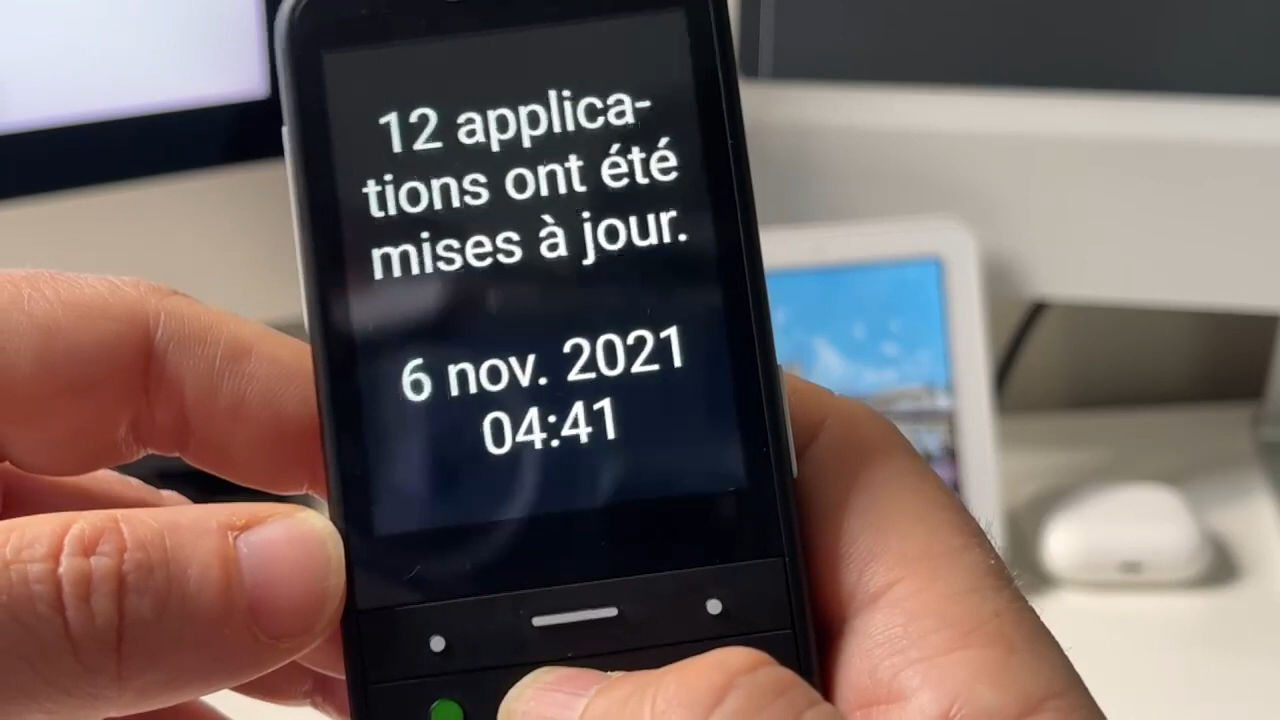 12 applica-
tions ont été
mises à jour.
6 nov. 2021
04:41